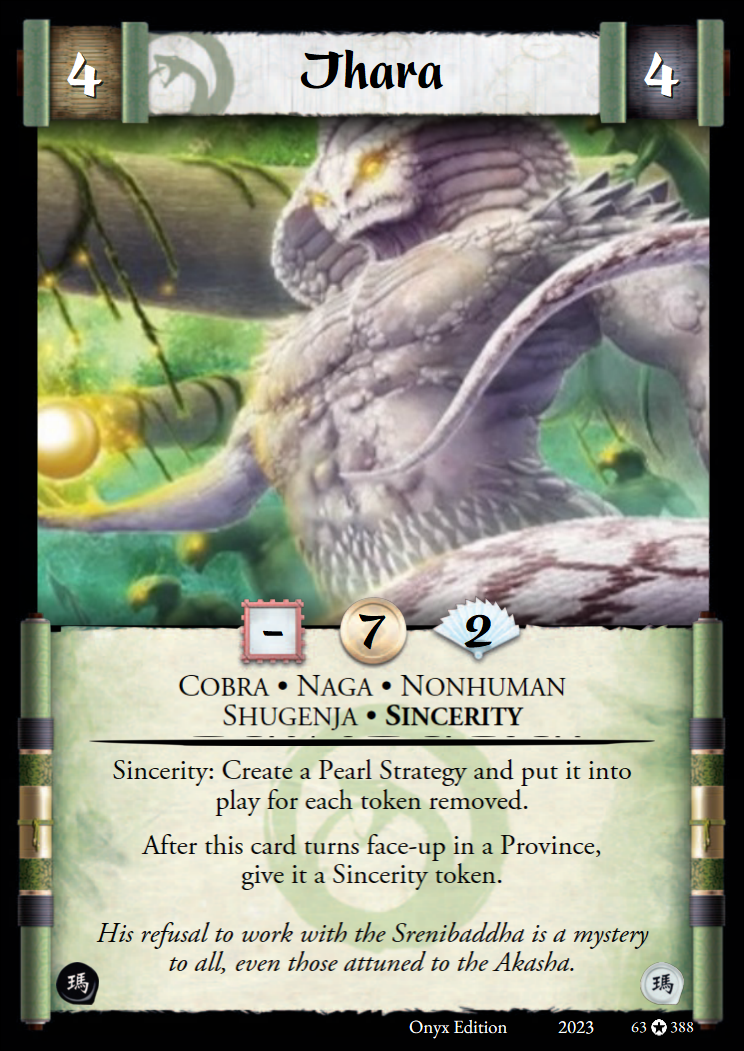 4 Jhara 4
- 7 2
COBRA • NAGA • NONHUMAN
SHUGENJA • SINCERITY
Sincerity: Create a Pearl Strategy and put it into
play for each token removed.
After this card turns face-up in a Province,
give it a Sincerity token.
His refusal to work with the Srenibaddha is a mystery
to all, even those attuned to the Akasha.
瑪 瑪
Onyx Edition 2023 63 ✪ 388